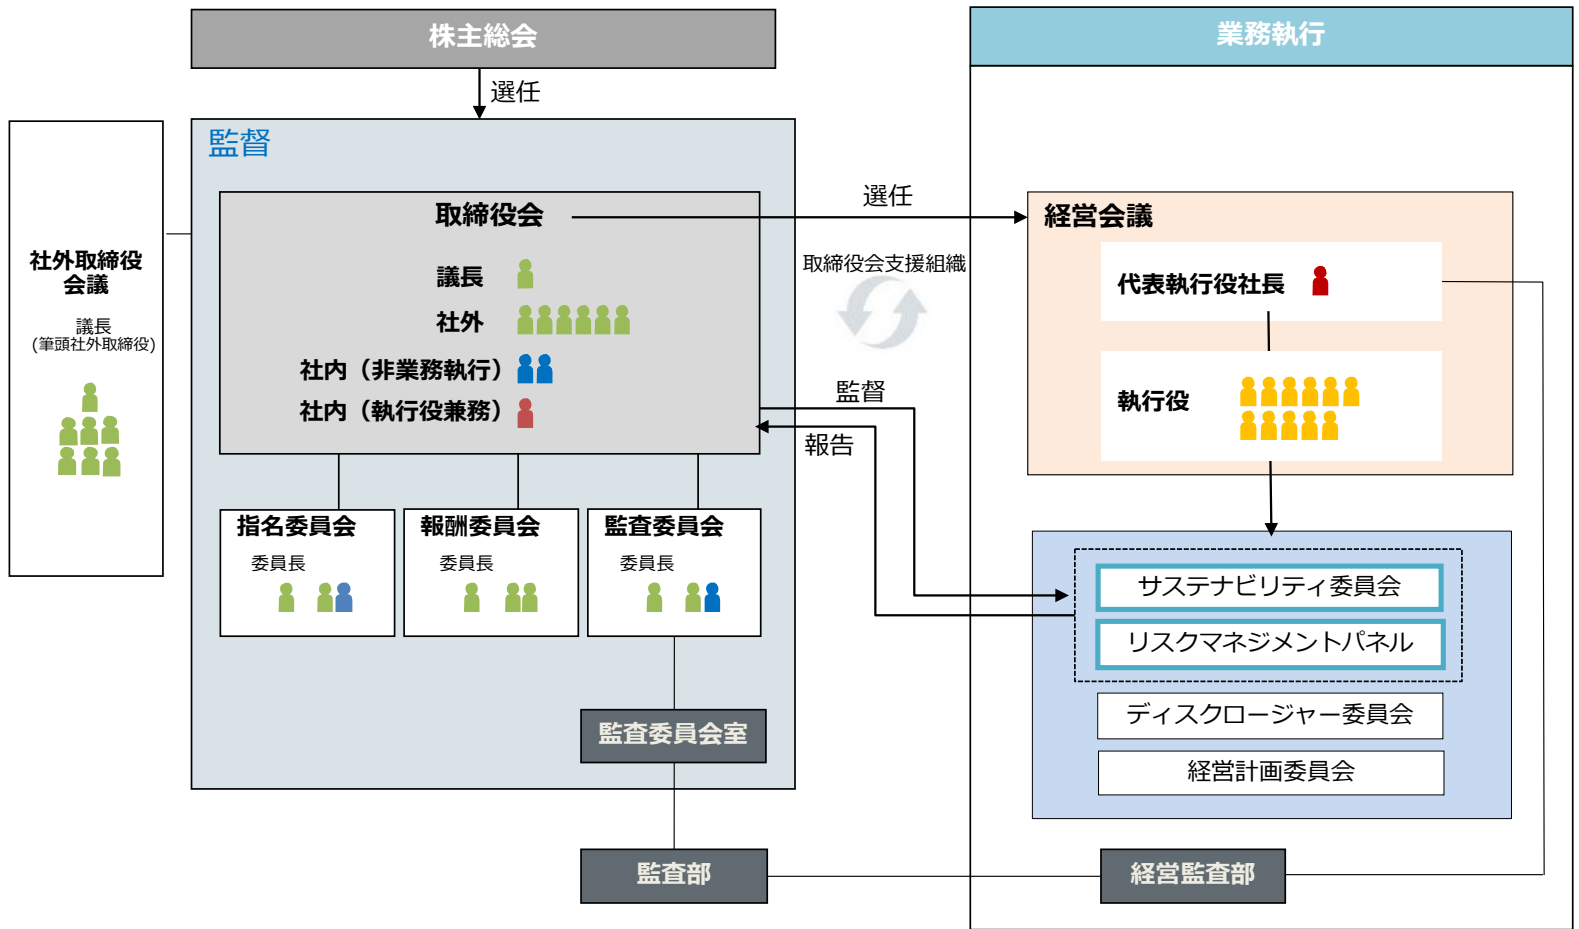 株主総会
業務執行
選任
監督
社外取締役
会議
議長
(筆頭社外取締役)
取締役会
議長
社外
社内（非業務執行）
社内（執行役兼務）
選任
取締役会支援組織
監督
報告
経営会議
代表執行役社長
執行役
指名委員会
委員長
報酬委員会
委員長
監査委員会
委員長
サステナビリティ委員会
リスクマネジメントパネル
ディスクロージャー委員会
経営計画委員会
監査委員会室
監査部
経営監査部